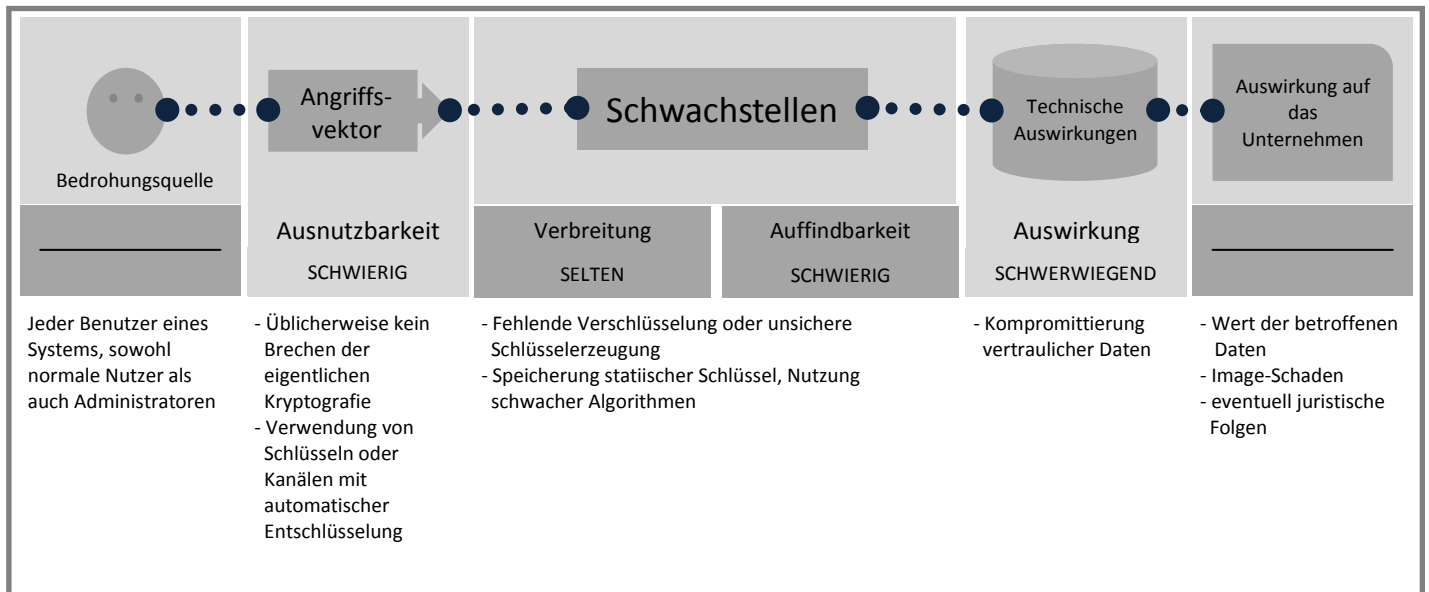 Bedrohungsquelle
Angriffs-
vektor
Schwachstellen
Technische
Auswirkungen
Auswirkung auf
das
Unternehmen
Ausnutzbarkeit
SCHWIERIG
Verbreitung
SELTEN
Auffindbarkeit
SCHWIERIG
Auswirkung
SCHWERWIEGEND
Jeder Benutzer eines
Systems, sowohl
normale Nutzer als
auch Administratoren
- Üblicherweise kein
Brechen der
eigentlichen
Kryptografie
- Verwendung von
Schlüsseln oder
Kanälen mit
automatischer
Entschlüsselung
- Fehlende Verschlüsselung oder unsichere
Schlüsselerzeugung
- Speicherung statiischer Schlüssel, Nutzung
schwacher Algorithmen
- Kompromittierung
vertraulicher Daten
- Wert der betroffenen
Daten
- Image-Schaden
- eventuell juristische
Folgen